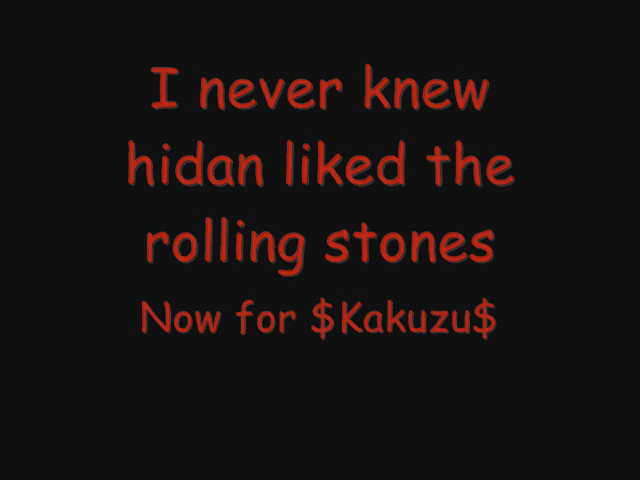 I never knew
hidan liked the
rolling stones
Now for $Kakuzu$